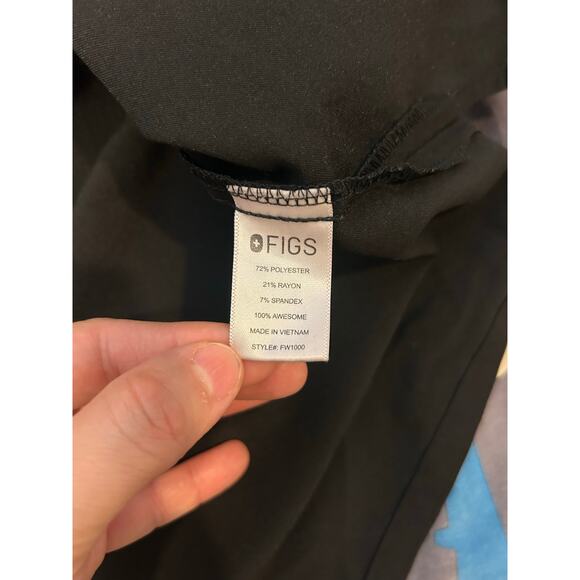 FIGS
72% POLYESTER
21% RAYON
7% SPANDEX
100% AWESOME
MADE IN VIETNAM
STYLE#: FW1000